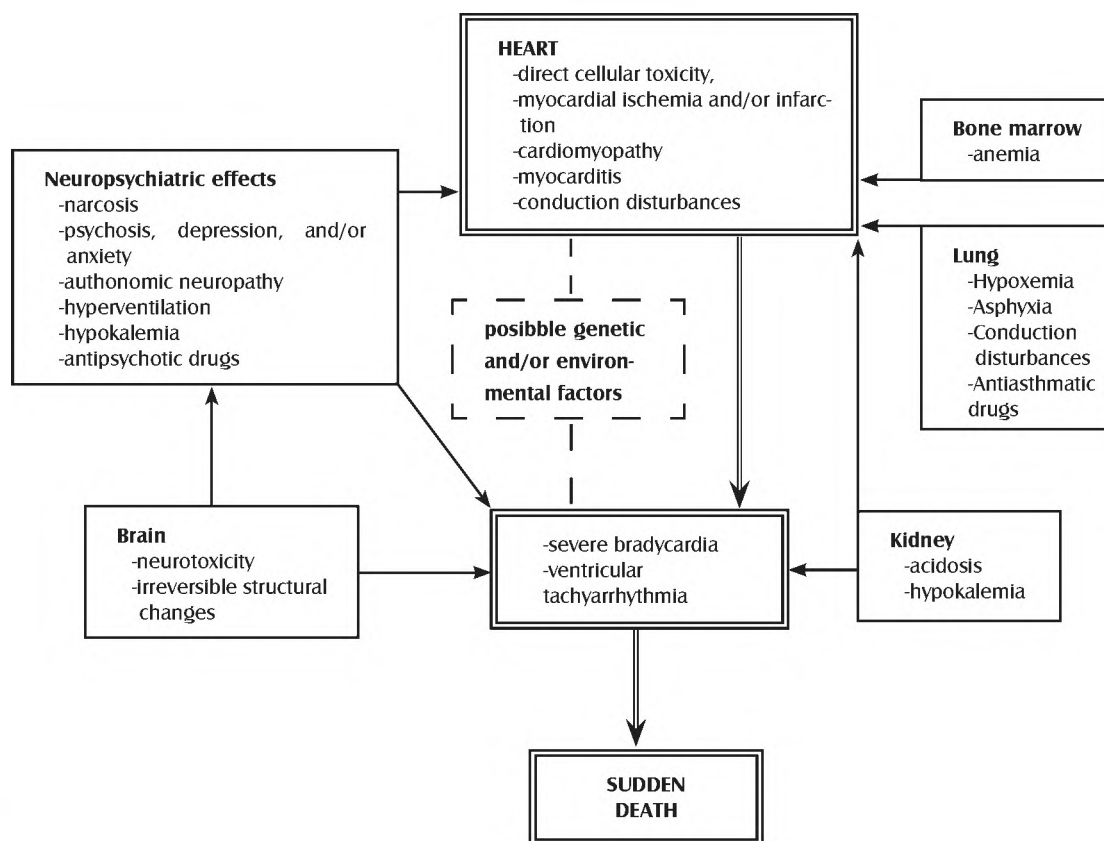 HEART
-direct cellular toxicity,
-myocardial ischemia and/or infarc-
tion
-cardiomyopathy
-myocarditis
-conduction disturbances
Bone marrow
-anemia
Neuropsychiatric effects
-narcosis
-psychosis, depression, and/or
anxiety
-authonomic neuropathy
-hyperventilation
-hypokalemia
-antipsychotic drugs
Lung
-Hypoxemia
-Asphyxia
-Conduction
disturbances
-Antiasthmatic
drugs
posibble genetic
and/or environ-
mental factors
Brain
-neurotoxicity
-irreversible structural
changes
-severe bradycardia
-ventricular
tachyarrhythmia
Kidney
-acidosis
-hypokalemia
SUDDEN
DEATH